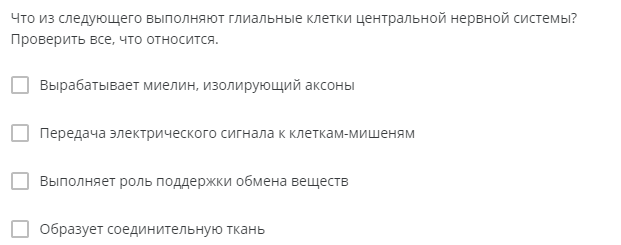 Что из следующего выполняют глиальные клетки центральной нервной системы?
Проверить все, что относится.
Вырабатывает миелин, изолирующий аксоны
Передача электрического сигнала к клеткам-мишеням
Выполняет роль поддержки обмена веществ
Образует соединительную ткань